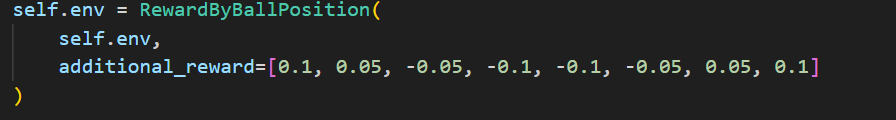 self.env = RewardByBallPosition(
    self.env,
    additional_reward=[0.1, 0.05, -0.05, -0.1, -0.1, -0.05, 0.05, 0.1]
)